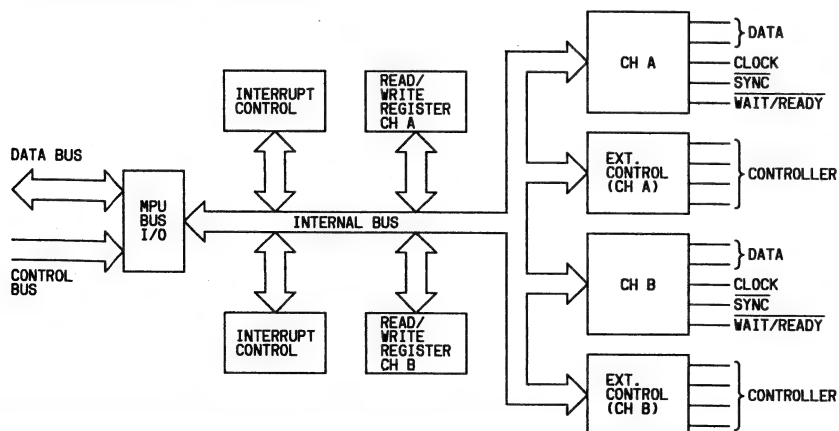 DATA BUS
CONTROL
BUS
MPU
BUS
I/O
INTERRUPT
CONTROL
READ/
WRITE
REGISTER
CH A
INTERNAL BUS
INTERRUPT
CONTROL
READ/
WRITE
REGISTER
CH B
CH A
DATA
CLOCK
SYNC
WAIT/READY
EXT.
CONTROL
(CH A)
CONTROLLER
CH B
DATA
CLOCK
SYNC
WAIT/READY
EXT.
CONTROL
(CH B)
CONTROLLER